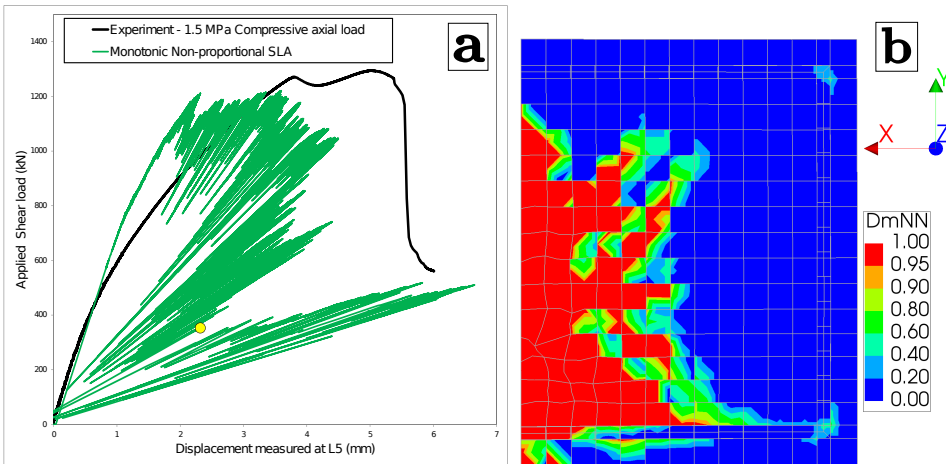 Experiment - 1.5 MPa Compressive axial load
Monotonic Non-proportional SLA
a
1400
1200
1000
800
600
400
200
0
Applied Shear load (kN)
0 1 2 3 4 5 6 7
Displacement measured at L5 (mm)
b
Y
X
Z
DmNN
1.00
0.95
0.90
0.80
0.60
0.40
0.20
0.00